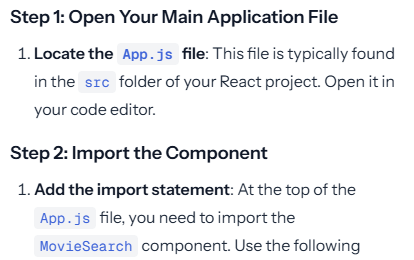 Step 1: Open Your Main Application File
1. Locate the App.js file: This file is typically found
in the src folder of your React project. Open it in
your code editor.
Step 2: Import the Component
1. Add the import statement: At the top of the
App.js file, you need to import the
MovieSearch component. Use the following